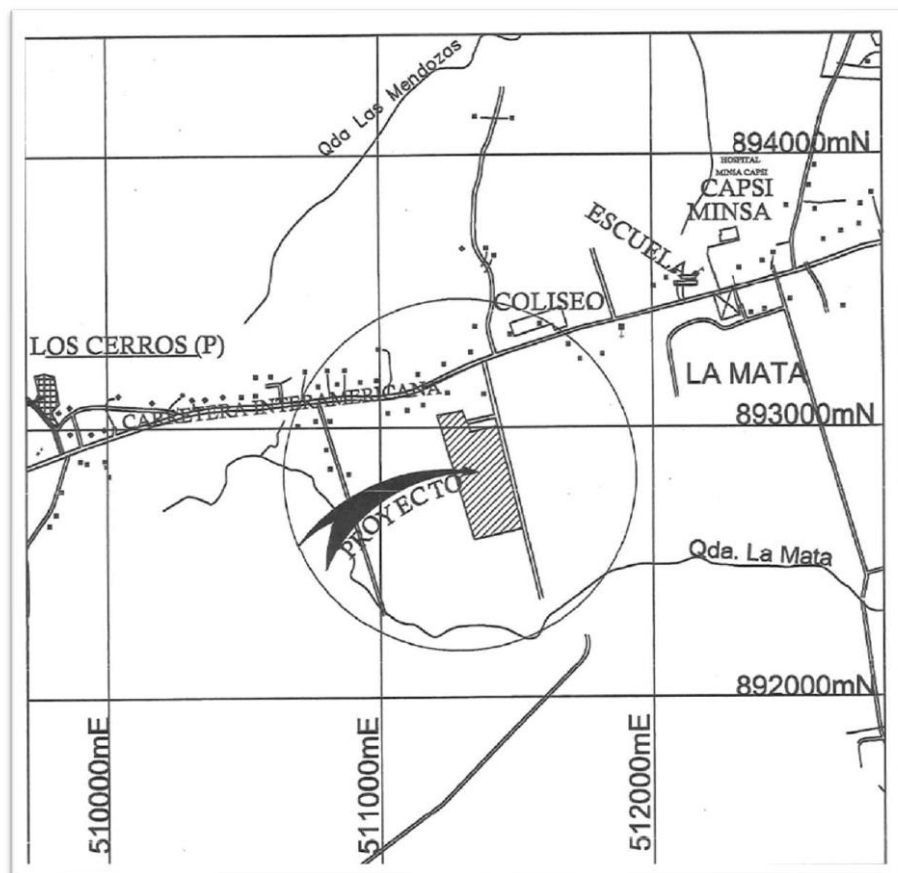 Qda Las Mendozas
894000mN
HOSPITAL
MINSA CAPSI
CAPSI
MINSA
ESCUELA
COLISEO
LOS CERROS (P)
LA MATA
CARRETERA INTERAMERICANA
893000mN
PROYECTO
Qda. La Mata
892000mN
510000mE
511000mE
512000mE